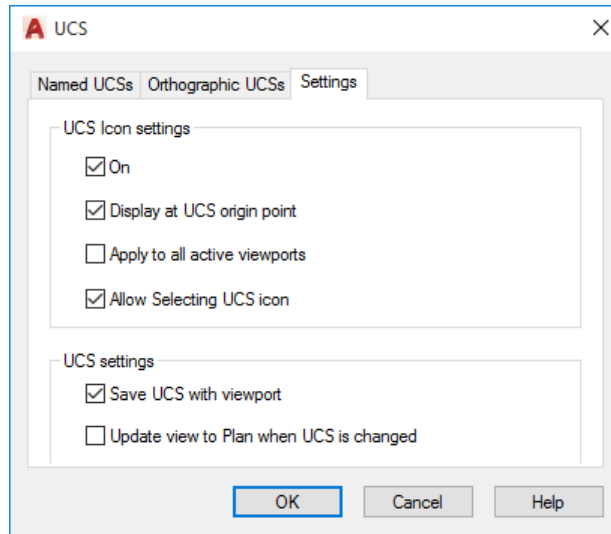 UCS
Named UCSs Orthographic UCSs Settings
UCS Icon settings
On
Display at UCS origin point
Apply to all active viewports
Allow Selecting UCS icon
UCS settings
Save UCS with viewport
Update view to Plan when UCS is changed
OK Cancel Help